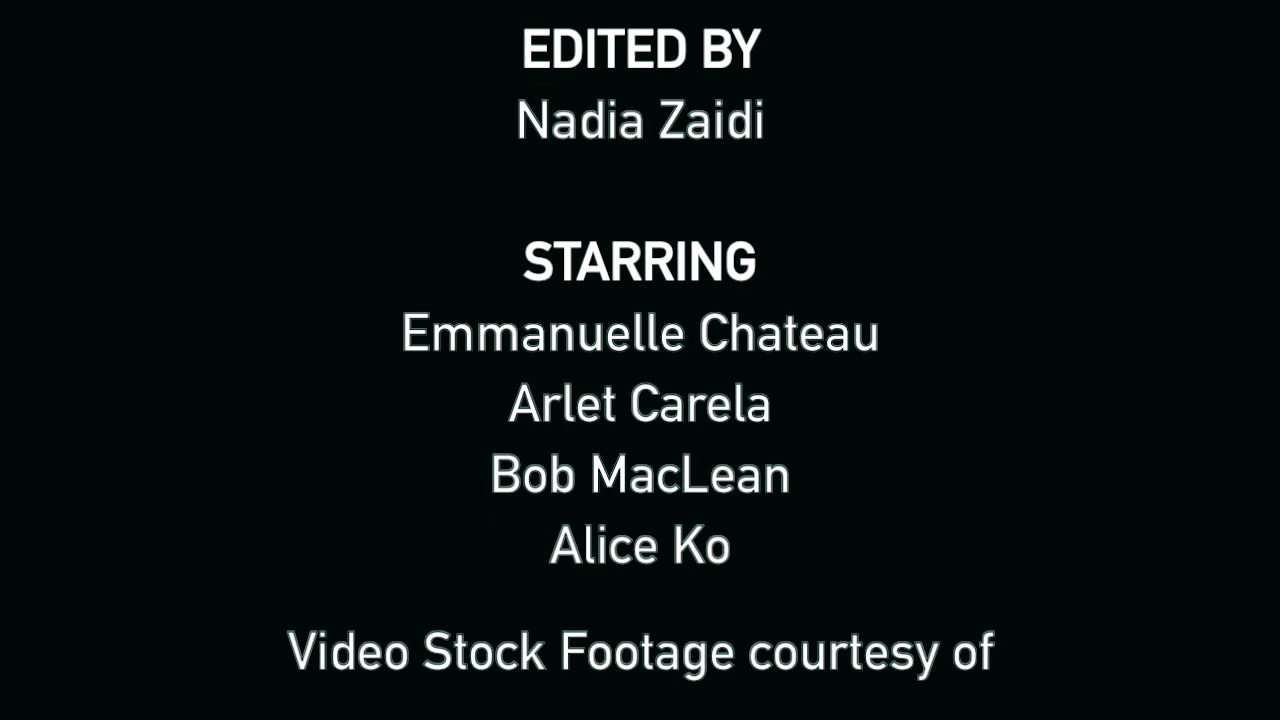 EDITED BY
Nadia Zaidi
STARRING
Emmanuelle Chateau
Arlet Carela
Bob MacLean
Alice Ko
Video Stock Footage courtesy of